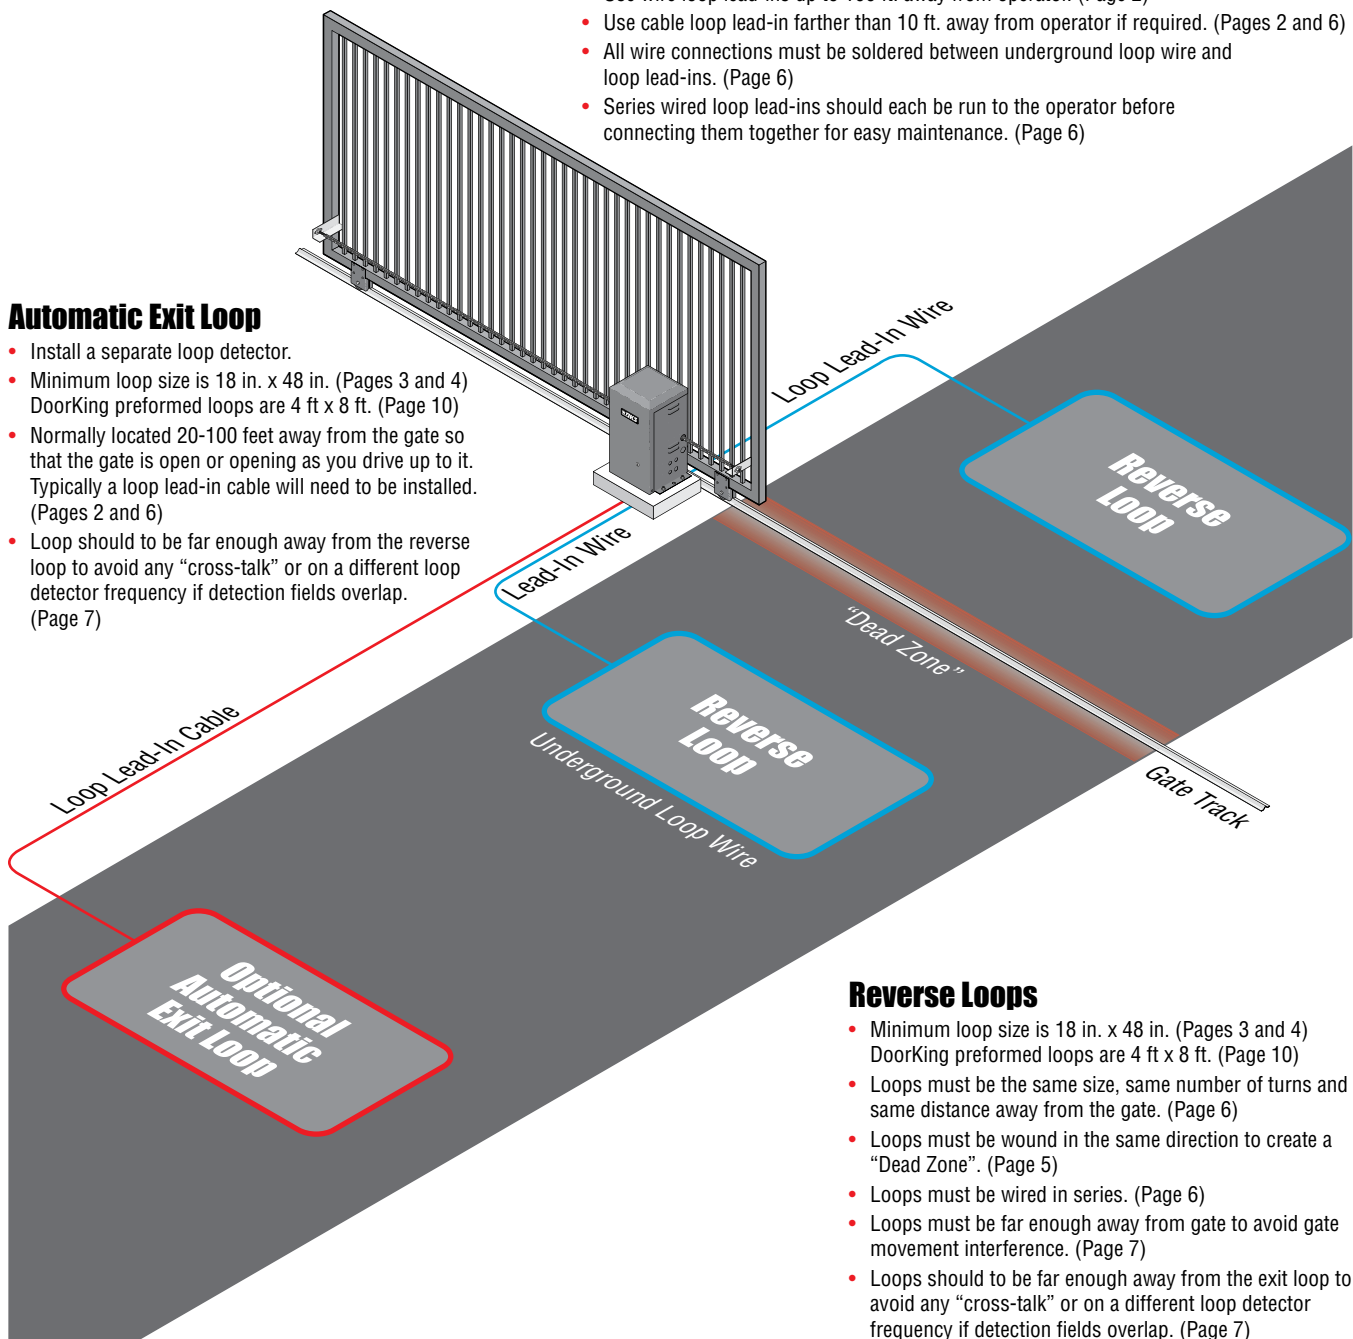 • Use cable loop lead-in farther than 10 ft. away from operator if required. (Pages 2 and 6)
• All wire connections must be soldered between underground loop wire and
loop lead-ins. (Page 6)
• Series wired loop lead-ins should each be run to the operator before
connecting them together for easy maintenance. (Page 6)
Automatic Exit Loop
• Install a separate loop detector.
• Minimum loop size is 18 in. x 48 in. (Pages 3 and 4)
DoorKing preformed loops are 4 ft x 8 ft. (Page 10)
• Normally located 20-100 feet away from the gate so
that the gate is open or opening as you drive up to it.
Typically a loop lead-in cable will need to be installed.
(Pages 2 and 6)
• Loop should to be far enough away from the reverse
loop to avoid any “cross-talk” or on a different loop
detector frequency if detection fields overlap.
(Page 7)
Loop Lead-In Wire
Reverse
Loop
Lead-In Wire
“Dead Zone”
Reverse
Loop
Underground Loop Wire
Gate Track
Loop Lead-In Cable
Optional
Automatic
Exit Loop
Reverse Loops
• Minimum loop size is 18 in. x 48 in. (Pages 3 and 4)
DoorKing preformed loops are 4 ft x 8 ft. (Page 10)
• Loops must be the same size, same number of turns and
same distance away from the gate. (Page 6)
• Loops must be wound in the same direction to create a
“Dead Zone”. (Page 5)
• Loops must be wired in series. (Page 6)
• Loops must be far enough away from gate to avoid gate
movement interference. (Page 7)
• Loops should to be far enough away from the exit loop to
avoid any “cross-talk” or on a different loop detector
frequency if detection fields overlap. (Page 7)